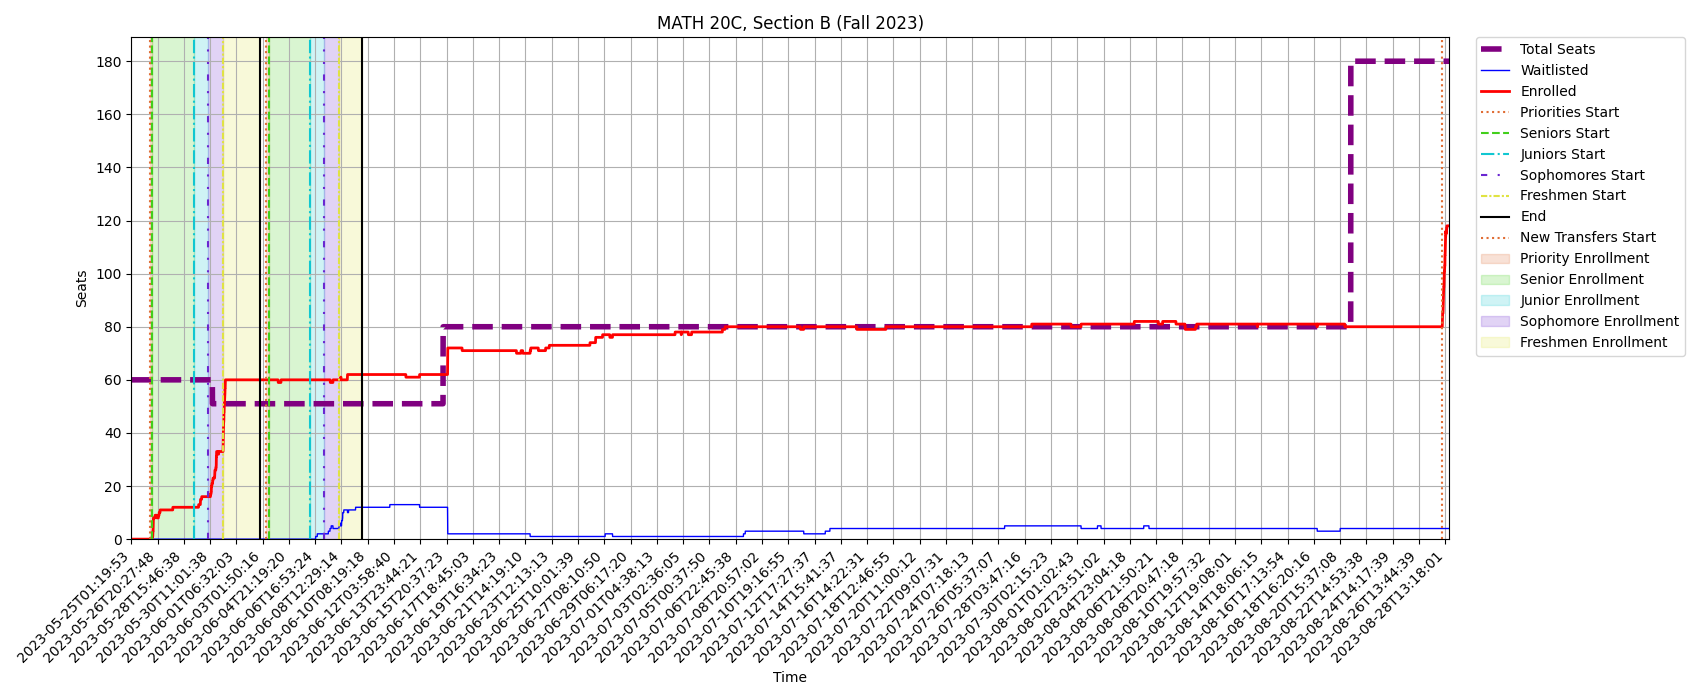 MATH 20C, Section B (Fall 2023)
Seats
180
160
140
120
100
80
60
40
20
0
2023-05-25T01:19:53
2023-05-26T20:27:48
2023-05-28T15:46:38
2023-05-30T11:01:38
2023-06-01T06:32:03
2023-06-03T01:50:16
2023-06-04T21:19:20
2023-06-06T16:53:24
2023-06-08T12:29:14
2023-06-10T08:19:18
2023-06-12T03:58:40
2023-06-13T23:44:21
2023-06-15T20:37:23
2023-06-17T18:45:03
2023-06-19T16:34:23
2023-06-21T14:19:10
2023-06-23T12:13:13
2023-06-25T10:01:39
2023-06-27T08:10:50
2023-06-29T06:17:20
2023-07-01T04:38:13
2023-07-03T02:36:05
2023-07-05T00:37:50
2023-07-06T22:45:38
2023-07-08T20:57:02
2023-07-10T19:16:55
2023-07-12T17:27:37
2023-07-14T15:41:37
2023-07-16T14:22:31
2023-07-18T12:46:55
2023-07-20T11:00:12
2023-07-22T09:07:31
2023-07-24T07:18:13
2023-07-26T05:37:07
2023-07-28T03:47:16
2023-07-30T02:15:23
2023-08-01T01:02:43
2023-08-02T23:51:02
2023-08-04T23:04:18
2023-08-06T21:50:21
2023-08-08T20:47:18
2023-08-10T19:57:32
2023-08-12T19:08:01
2023-08-14T18:06:15
2023-08-16T17:13:54
2023-08-18T16:20:16
2023-08-20T15:37:08
2023-08-22T14:53:38
2023-08-24T14:17:39
2023-08-26T13:44:39
2023-08-28T13:18:01
Time
Total Seats
Waitlisted
Enrolled
Priorities Start
Seniors Start
Juniors Start
Sophomores Start
Freshmen Start
End
New Transfers Start
Priority Enrollment
Senior Enrollment
Junior Enrollment
Sophomore Enrollment
Freshmen Enrollment